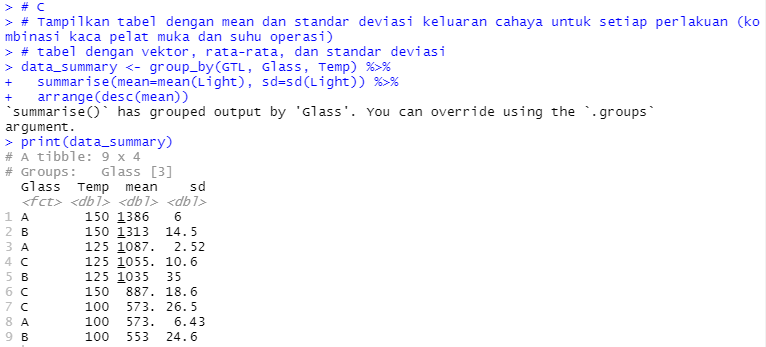 > # C
> # Tampilkan tabel dengan mean dan standar deviasi keluaran cahaya untuk setiap perlakuan (ko
mbinasi kaca pelat muka dan suhu operasi)
> # tabel dengan vektor, rata-rata, dan standar deviasi
> data_summary <- group_by(GTL, Glass, Temp) %>%
+   summarise(mean=mean(Light), sd=sd(Light)) %>%
+   arrange(desc(mean))
`summarise()` has grouped output by 'Glass'. You can override using the `.groups`
argument.
> print(data_summary)
# A tibble: 9 x 4
# Groups:   Glass [3]
  Glass  Temp  mean    sd
  <fct> <dbl> <dbl> <dbl>
1 A       150 1386   6
2 B       150 1313  14.5
3 A       125 1087.  2.52
4 C       125 1055. 10.6
5 B       125 1035  35
6 C       150  887. 18.6
7 C       100  573. 26.5
8 A       100  573.  6.43
9 B       100  553  24.6